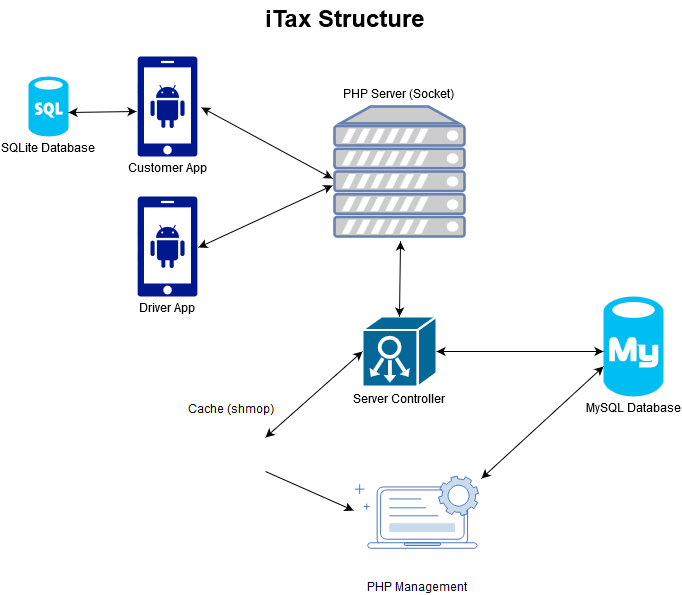 iTax Structure
PHP Server (Socket)
SQL
SQLite Database
Customer App
Driver App
My
Server Controller
MySQL Database
Cache (shmop)
PHP Management